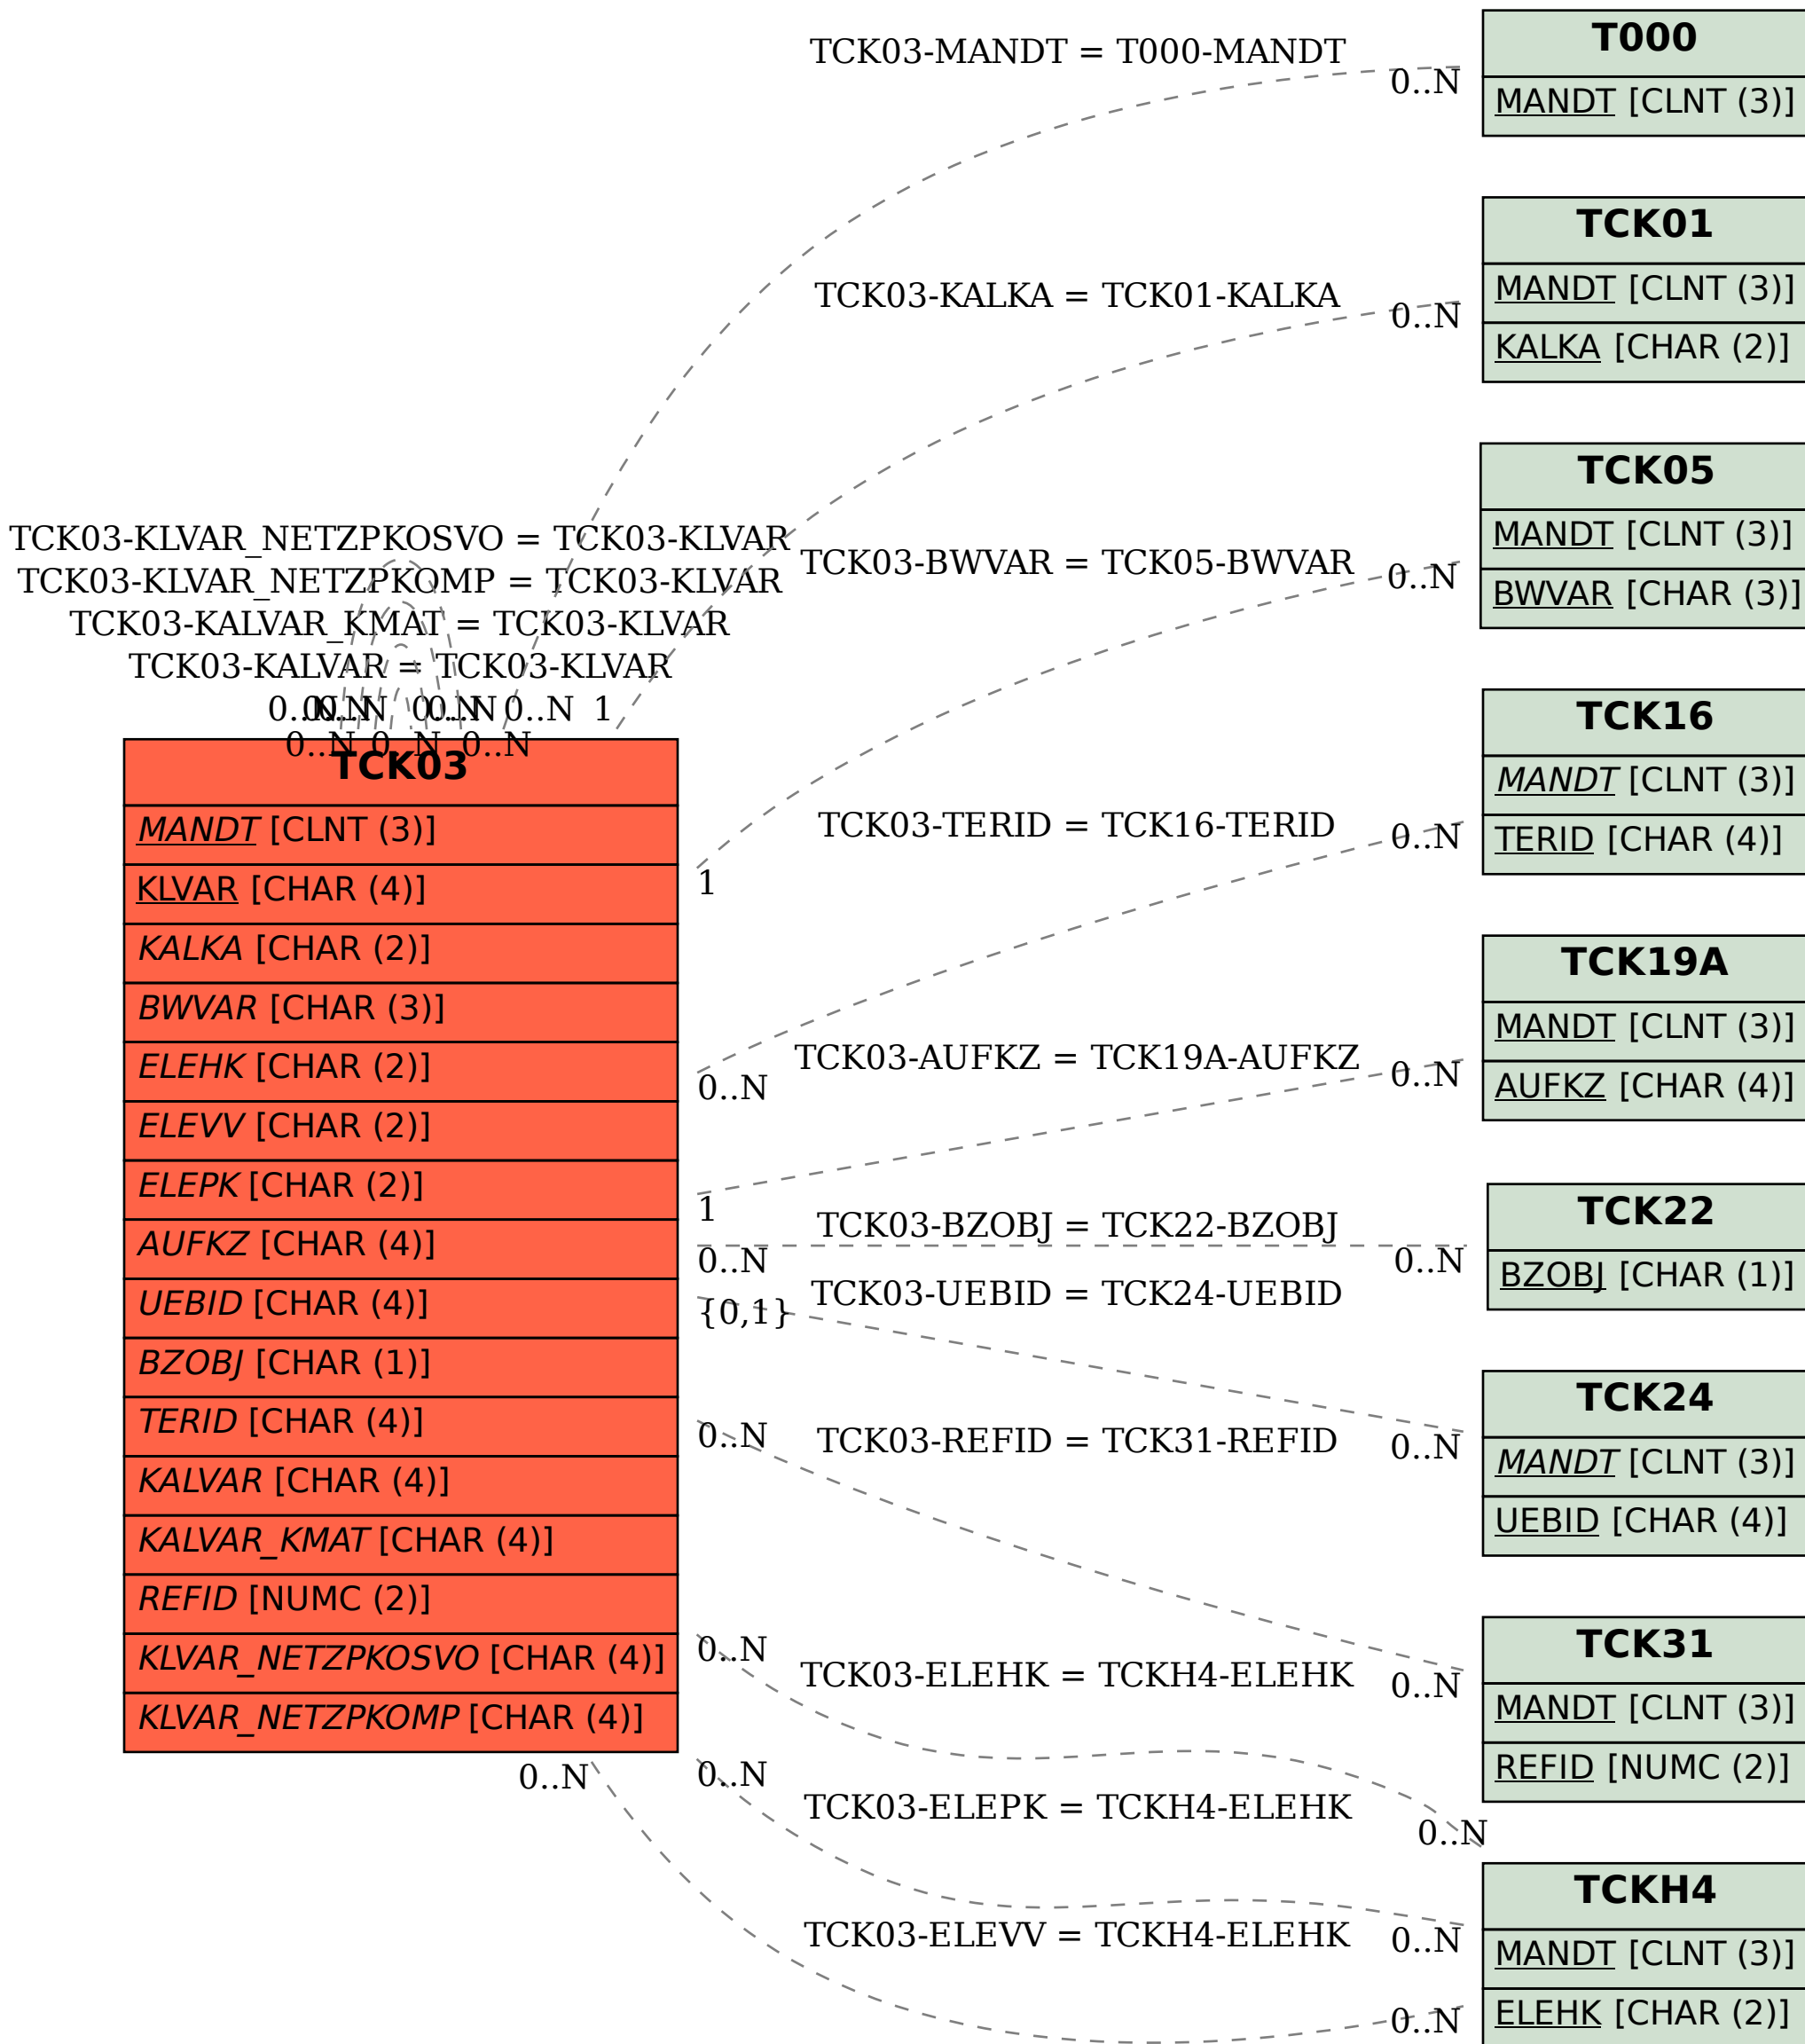 TCK03-MANDT = T000-MANDT
0..N
T000
MANDT [CLNT (3)]
TCK03-KALKA = TCK01-KALKA
0..N
TCK01
MANDT [CLNT (3)]
KALKA [CHAR (2)]
TCK03-BWVAR = TCK05-BWVAR
0..N
TCK05
MANDT [CLNT (3)]
BWVAR [CHAR (3)]
TCK03-KLVAR_NETZPKOSVO = TCK03-KLVAR
TCK03-KLVAR_NETZPKOMP = TCK03-KLVAR
TCK03-KALVAR_KMAT = TCK03-KLVAR
TCK03-KALVAR = TCK03-KLVAR
0..N
0..N
0..N
0..N
0..N
1
0..N
0..N
0..N
TCK03
MANDT [CLNT (3)]
KLVAR [CHAR (4)]
KALKA [CHAR (2)]
BWVAR [CHAR (3)]
ELEHK [CHAR (2)]
ELEVV [CHAR (2)]
ELEPK [CHAR (2)]
AUFKZ [CHAR (4)]
UEBID [CHAR (4)]
BZOBJ [CHAR (1)]
TERID [CHAR (4)]
KALVAR [CHAR (4)]
KALVAR_KMAT [CHAR (4)]
REFID [NUMC (2)]
KLVAR_NETZPKOSVO [CHAR (4)]
KLVAR_NETZPKOMP [CHAR (4)]
1
TCK03-TERID = TCK16-TERID
0..N
TCK16
MANDT [CLNT (3)]
TERID [CHAR (4)]
0..N
TCK03-AUFKZ = TCK19A-AUFKZ
0..N
TCK19A
MANDT [CLNT (3)]
AUFKZ [CHAR (4)]
1
TCK03-BZOBJ = TCK22-BZOBJ
0..N
0..N
TCK22
BZOBJ [CHAR (1)]
{0,1}
TCK03-UEBID = TCK24-UEBID
0..N
TCK24
MANDT [CLNT (3)]
UEBID [CHAR (4)]
0..N
TCK03-REFID = TCK31-REFID
0..N
TCK31
MANDT [CLNT (3)]
REFID [NUMC (2)]
0..N
TCK03-ELEHK = TCKH4-ELEHK
0..N
0..N
TCK03-ELEPK = TCKH4-ELEHK
0..N
0..N
TCK03-ELEVV = TCKH4-ELEHK
0..N
TCKH4
MANDT [CLNT (3)]
ELEHK [CHAR (2)]